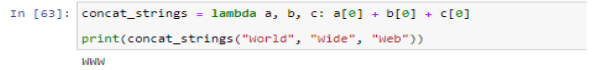 In [63]: concat_strings = lambda a, b, c: a[0] + b[0] + c[0]
print(concat_strings("World", "Wide", "Web"))
WWW